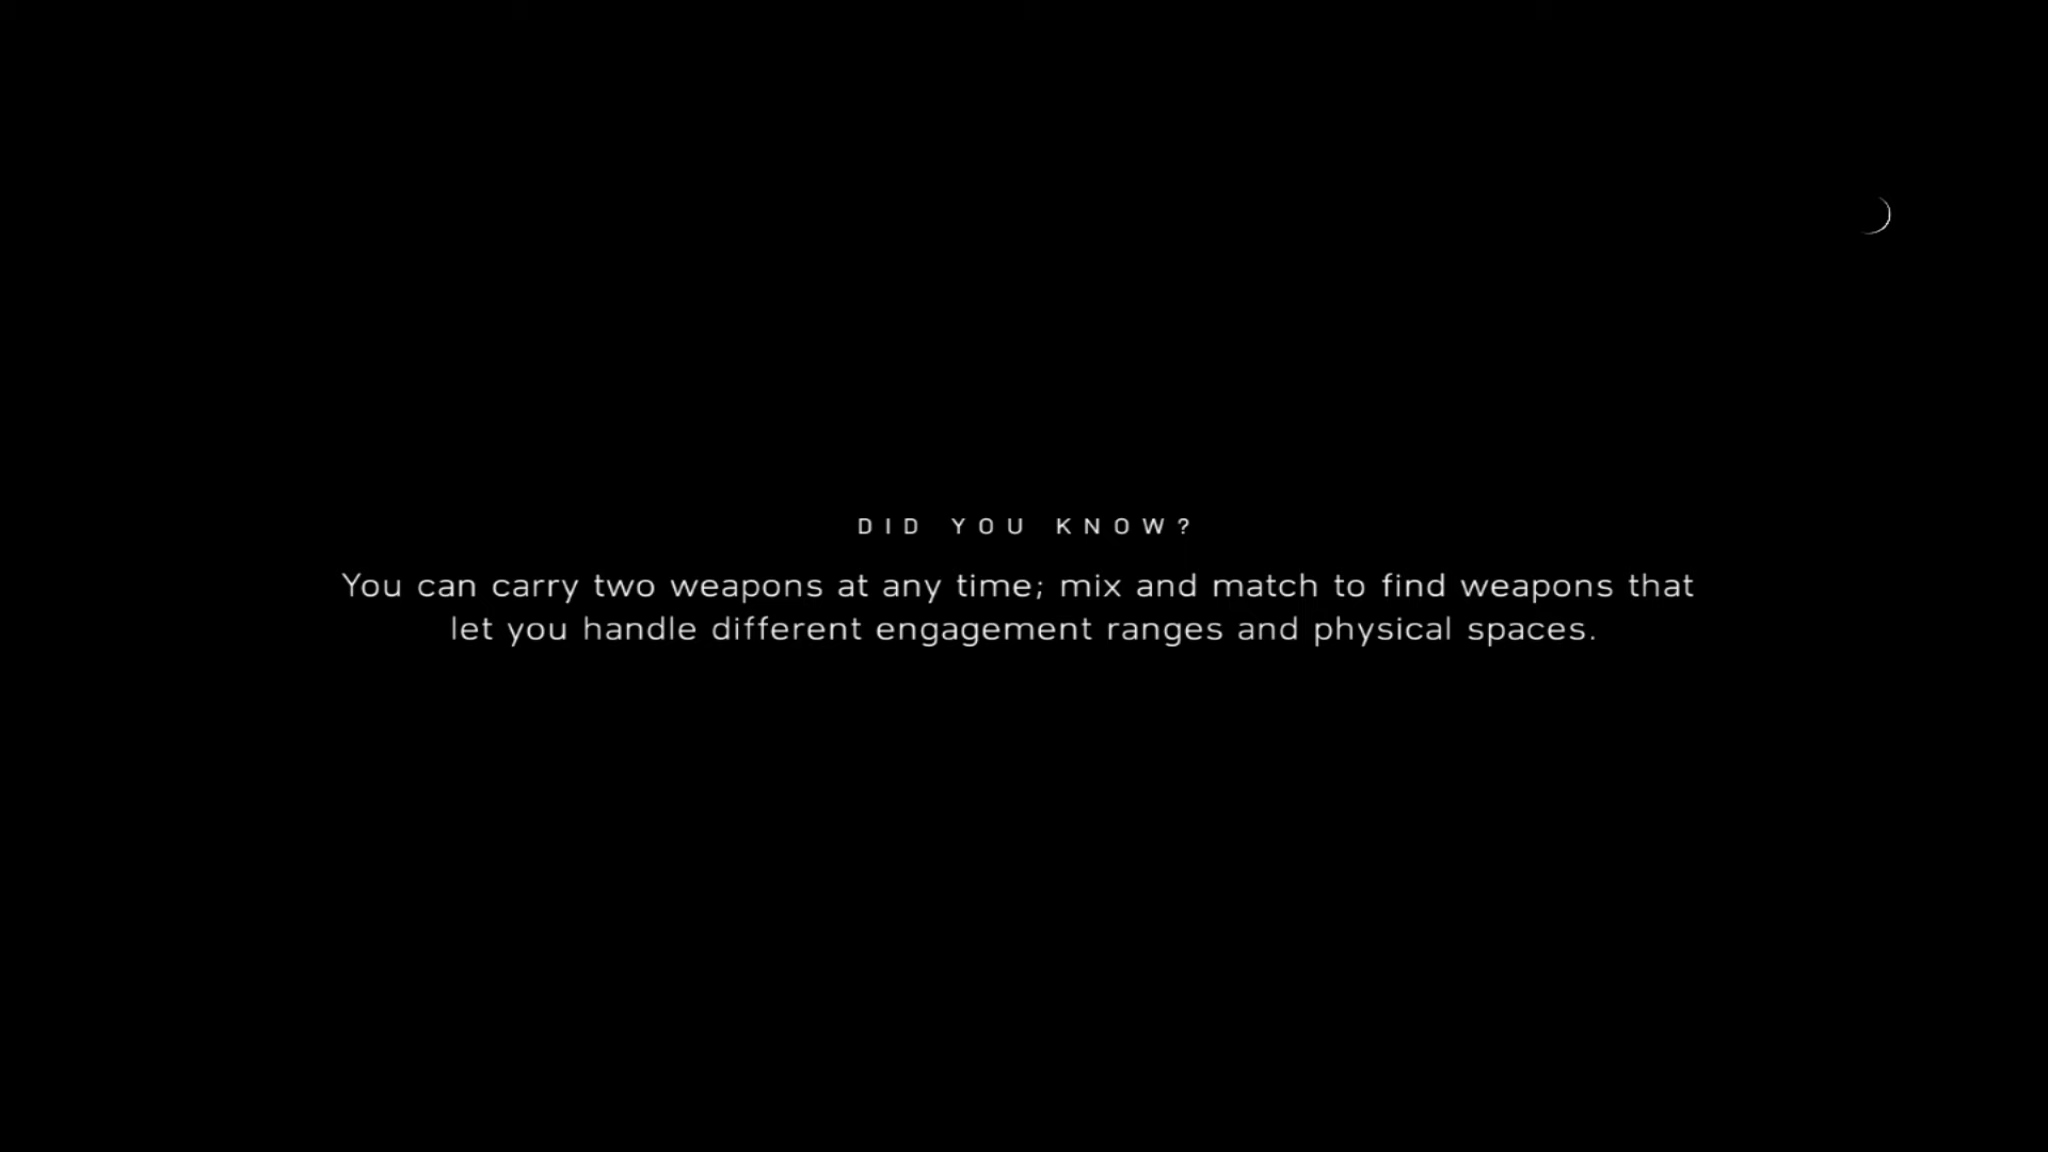 DID YOU KNOW?
You can carry two weapons at any time; mix and match to find weapons that
let you handle different engagement ranges and physical spaces.